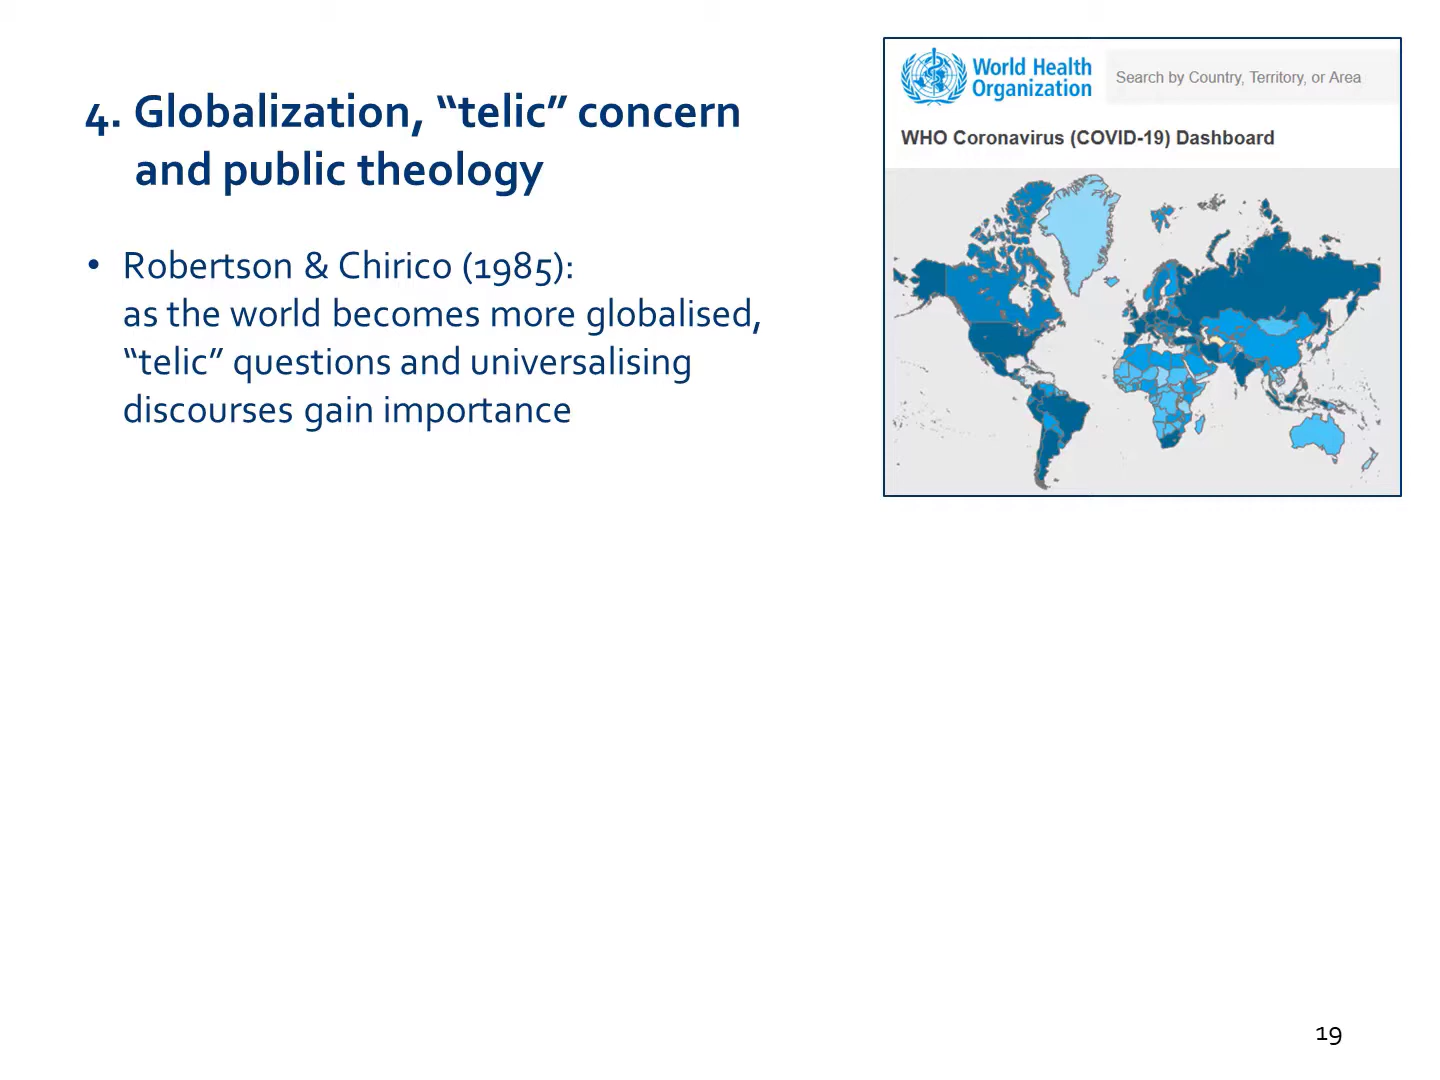 4. Globalization, “telic” concern
and public theology
• Robertson & Chirico (1985):
as the world becomes more globalised,
“telic” questions and universalising
discourses gain importance
World Health
Organization
Search by Country, Territory, or Area
WHO Coronavirus (COVID-19) Dashboard
19